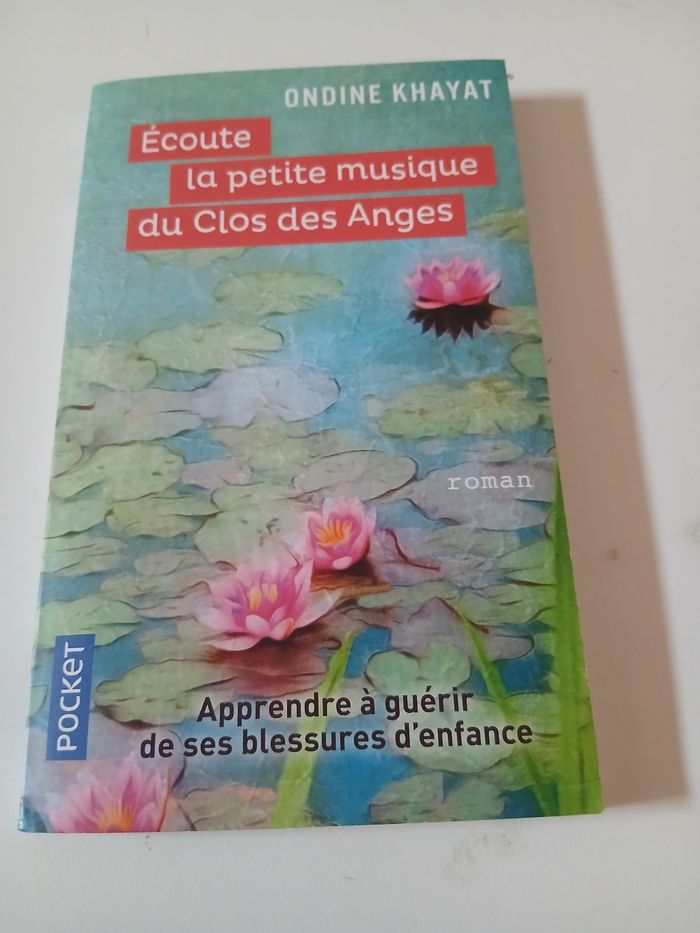 ONDINE KHAYAT
Écoute
la petite musique
du Clos des Anges
roman
POCKET
Apprendre à guérir
de ses blessures d'enfance